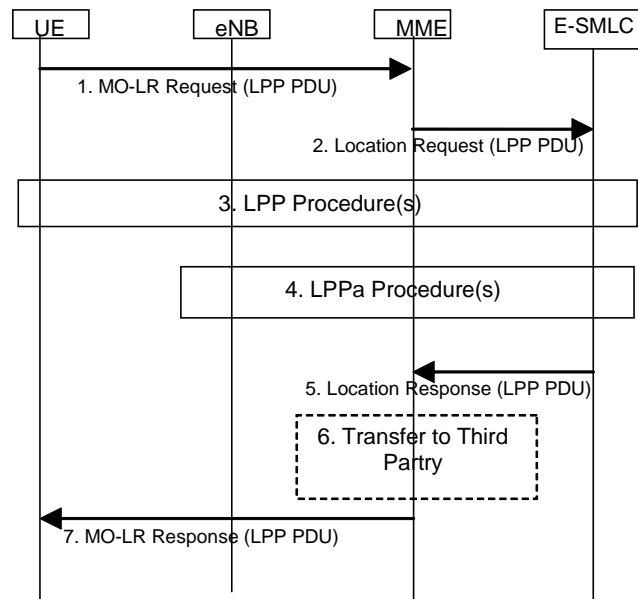 UE
eNB
MME
E-SMLC
1. MO-LR Request (LPP PDU)
2. Location Request (LPP PDU)
3. LPP Procedure(s)
4. LPPa Procedure(s)
5. Location Response (LPP PDU)
6. Transfer to Third
Partry
7. MO-LR Response (LPP PDU)